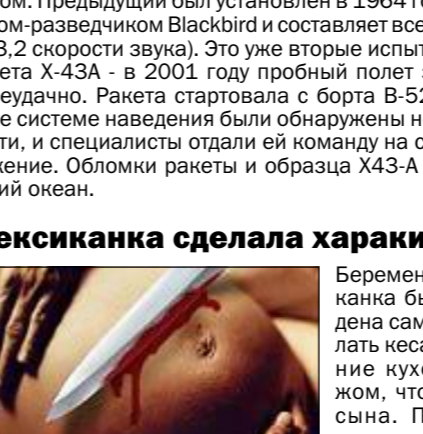 ом. Предыдущий был установлен в 1964 го
ом-разведчиком Blackbird и составляет все
3,2 скорости звука). Это уже вторые испыт
ета X-43A - в 2001 году пробный полет з
еудачно. Ракета стартовала с борта B-52
е системе наведения были обнаружены н
ти, и специалисты отдали ей команду на с
жение. Обломки ракеты и образца X43-A
ий океан.
ексиканка сделала хараки
Беремен
канка бы
дена сам
лать кеса
ние кухо
жом, что
сына. П